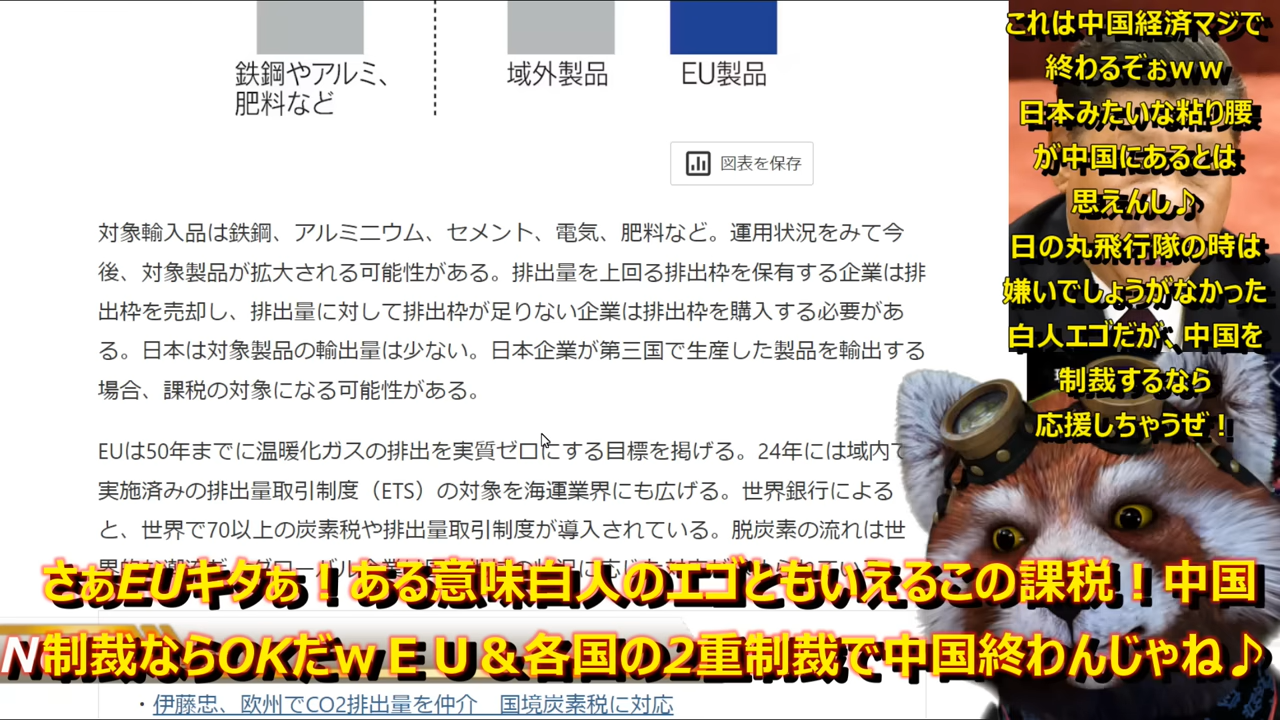 鉄鋼やアルミ、
肥料など
域外製品
EU製品
図表を保存
対象輸入品は鉄鋼、アルミニウム、セメント、電気、肥料など。運用状況をみて今
後、対象製品が拡大される可能性がある。排出量を上回る排出枠を保有する企業は排
出枠を売却し、排出量に対して排出枠が足りない企業は排出枠を購入する必要があ
る。日本は対象製品の輸出量は少ない。日本企業が第三国で生産した製品を輸出する
場合、課税の対象になる可能性がある。
EUは50年までに温暖化ガスの排出を実質ゼロにする目標を掲げる。24年には域内で
実施済みの排出量取引制度（ETS）の対象を海運業界にも広げる。世界銀行による
と、世界で70以上の炭素税や排出量取引制度が導入されている。脱炭素の流れは世
これは中国経済マジで
終わるぞぉｗｗ
日本みたいな粘り腰
が中国にあるとは
思えんし♪
日の丸飛行隊の時は
嫌いでしょうがなかった
白人エゴだが、中国を
制裁するなら
応援しちゃうぜ！
さぁEUキタぁ！ある意味白人のエゴともいえるこの課税！中国
N制裁ならOKだｗＥＵ＆各国の2重制裁で中国終わんじゃね♪
・伊藤忠、欧州でCO2排出量を仲介　国境炭素税に対応